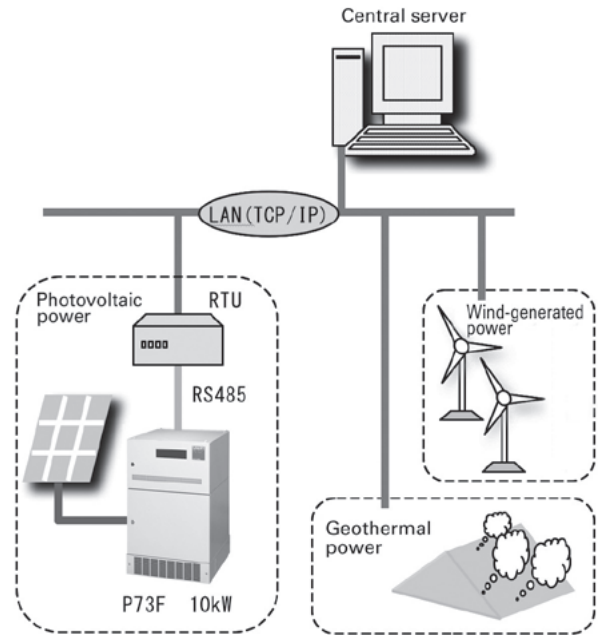 Central server
LAN(TCP/IP)
Photovoltaic
power
RTU
RS485
P73F 10kW
Wind-generated
power
Geothermal
power